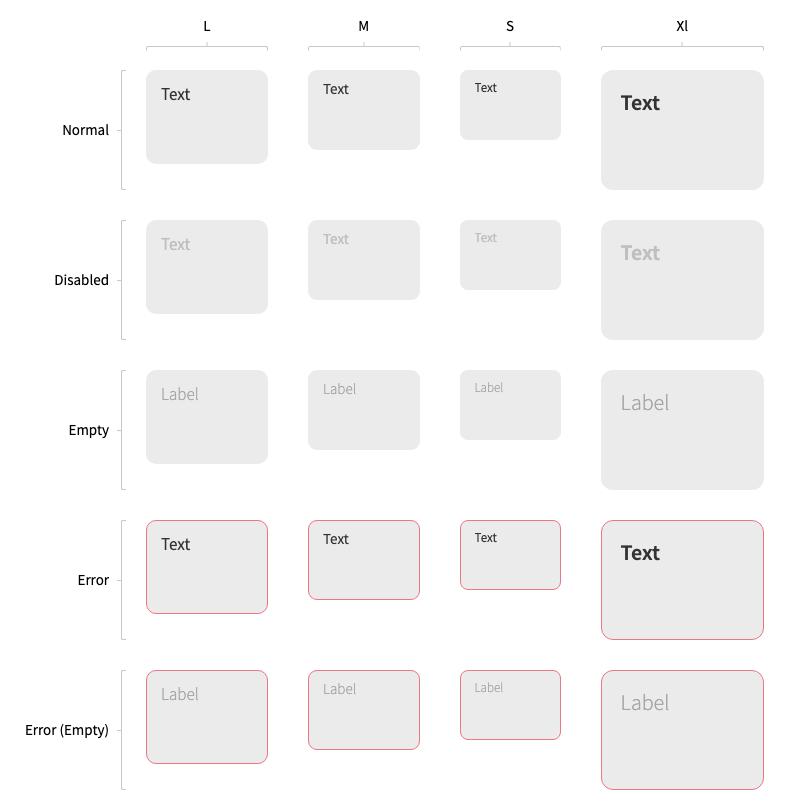 L M S Xl
Normal Text Text Text Text
Disabled Text Text Text Text
Empty Label Label Label Label
Error Text Text Text Text
Error (Empty) Label Label Label Label